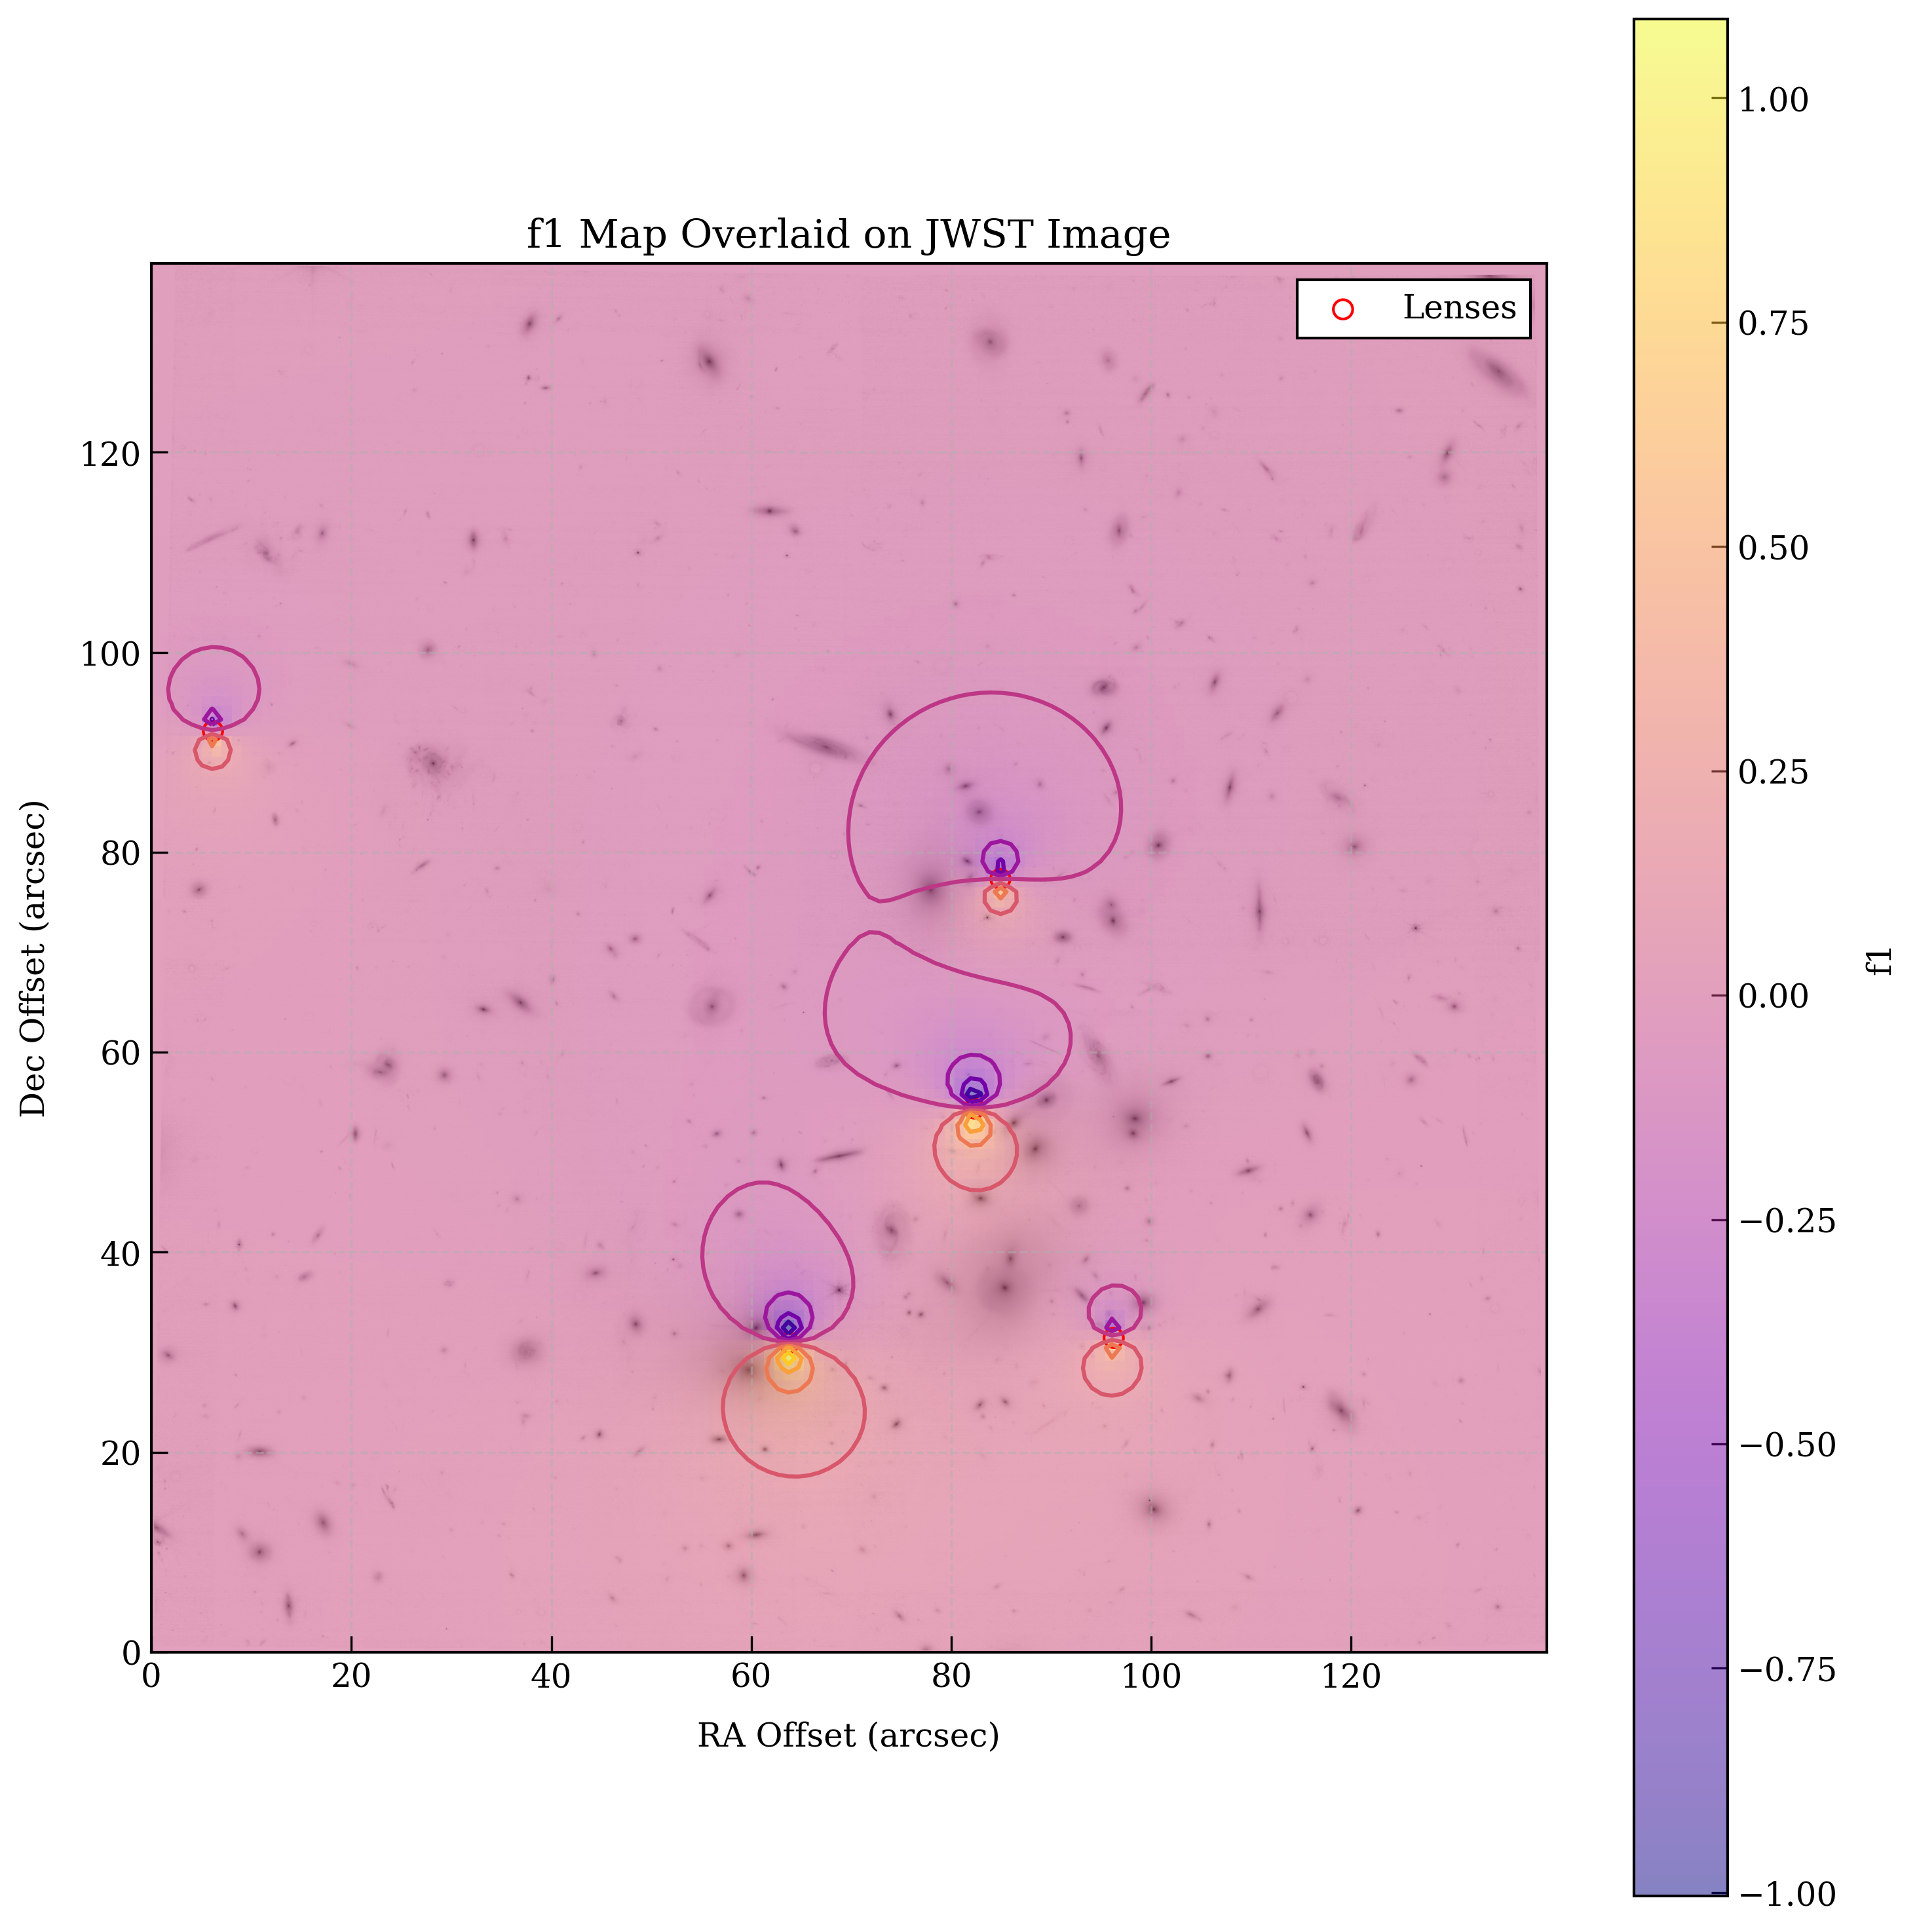 f1 Map Overlaid on JWST Image
Lenses
Dec Offset (arcsec)
120
100
80
60
40
20
0
0 20 40 60 80 100 120
RA Offset (arcsec)
1.00
0.75
0.50
0.25
0.00
−0.25
−0.50
−0.75
−1.00
f1